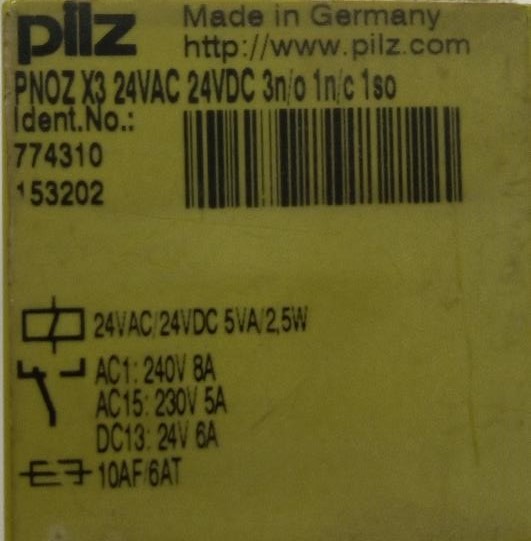 pilz
Made in Germany
http://www.pilz.com
PNOZ X3 24VAC 24VDC 3n/o 1n/c 1so
Ident.No.:
774310
153202
24VAC/24VDC 5VA/2,5W
AC1: 240V 8A
AC15: 230V 5A
DC13: 24V 6A
10AF/6AT